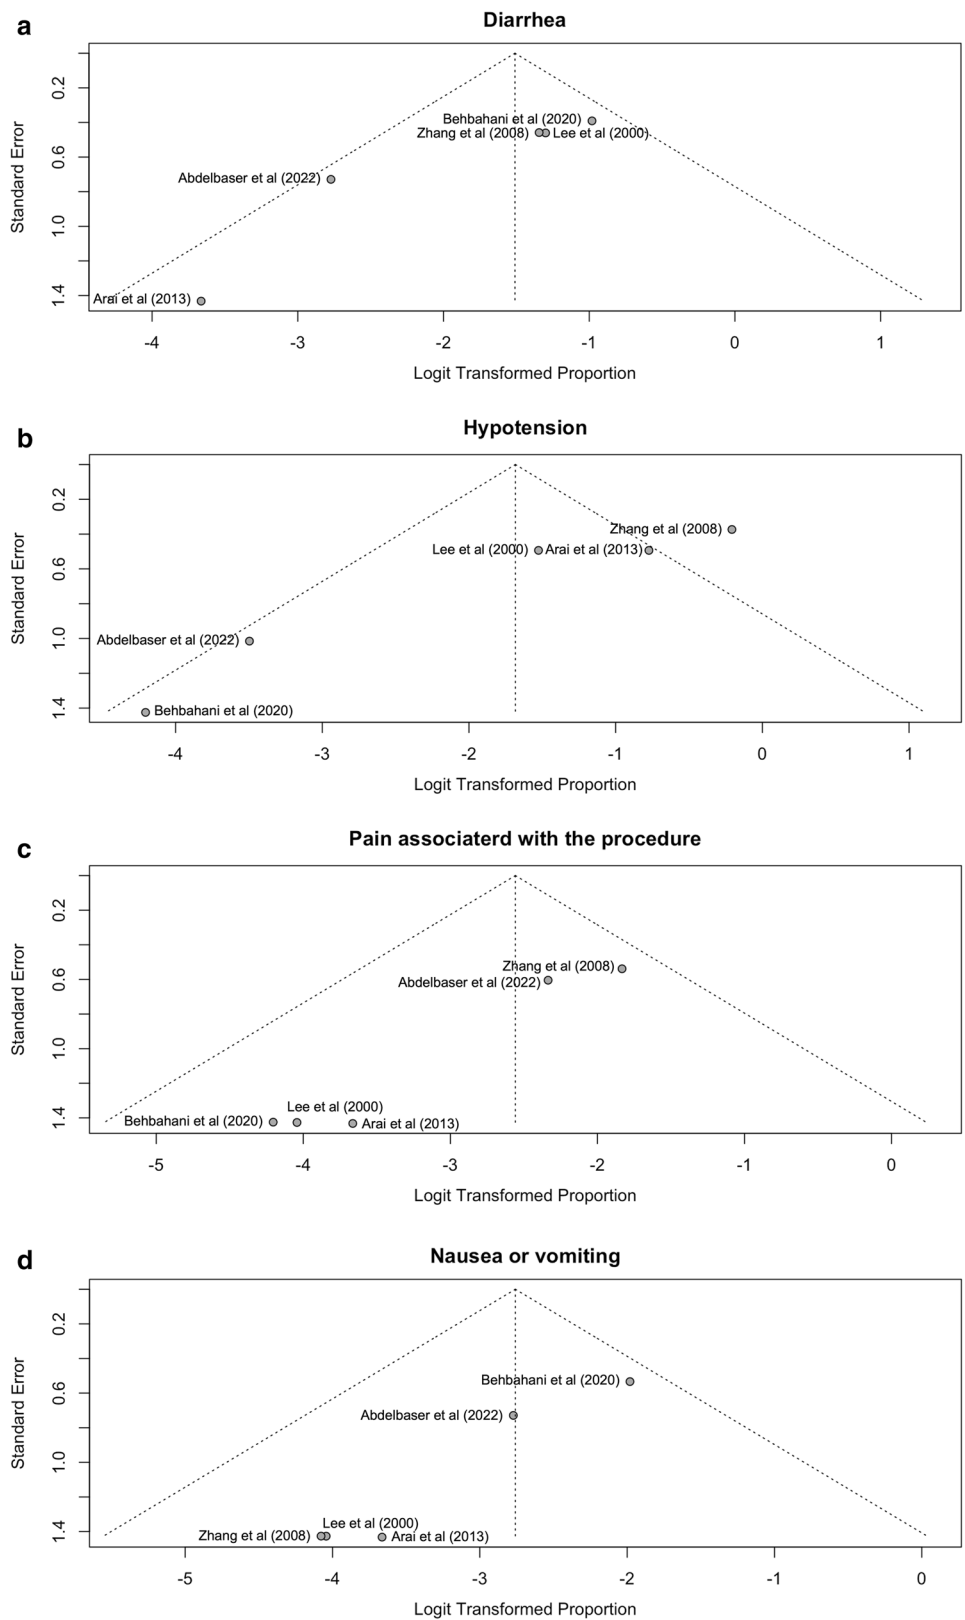 a
Diarrhea
Standard Error
0.2
0.6
1.0
1.4
Behbahani et al (2020)
Zhang et al (2008)
Lee et al (2000)
Abdelbaser et al (2022)
Arai et al (2013)
-4 -3 -2 -1 0 1
Logit Transformed Proportion
b
Hypotension
Standard Error
0.2
0.6
1.0
1.4
Zhang et al (2008)
Lee et al (2000)
Arai et al (2013)
Abdelbaser et al (2022)
Behbahani et al (2020)
-4 -3 -2 -1 0 1
Logit Transformed Proportion
c
Pain associaterd with the procedure
Standard Error
0.2
0.6
1.0
1.4
Zhang et al (2008)
Abdelbaser et al (2022)
Lee et al (2000)
Behbahani et al (2020)
Arai et al (2013)
-5 -4 -3 -2 -1 0
Logit Transformed Proportion
d
Nausea or vomiting
Standard Error
0.2
0.6
1.0
1.4
Behbahani et al (2020)
Abdelbaser et al (2022)
Lee et al (2000)
Zhang et al (2008)
Arai et al (2013)
-5 -4 -3 -2 -1 0
Logit Transformed Proportion